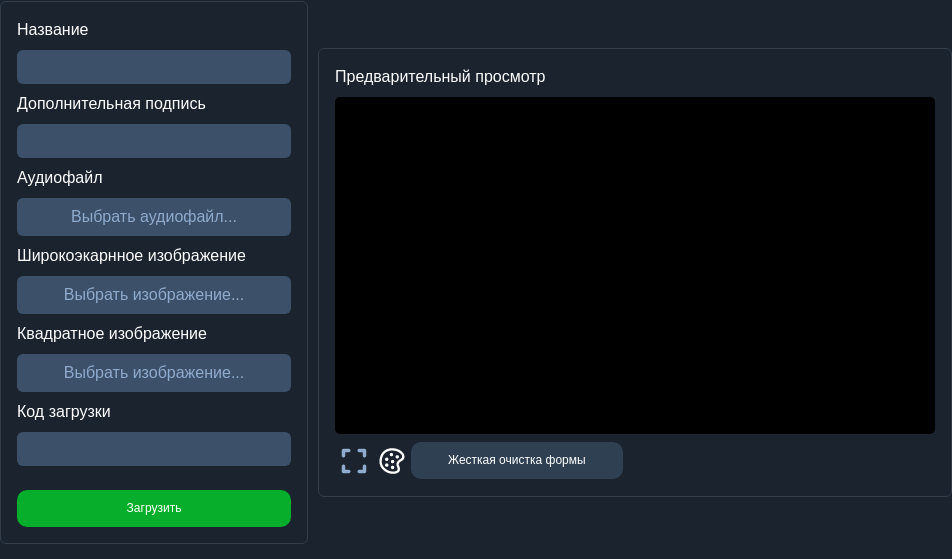 Название
Дополнительная подпись
Аудиофайл
Выбрать аудиофайл...
Широкоэкарнное изображение
Выбрать изображение...
Квадратное изображение
Выбрать изображение...
Код загрузки
Загрузить
Предварительный просмотр
Жесткая очистка формы